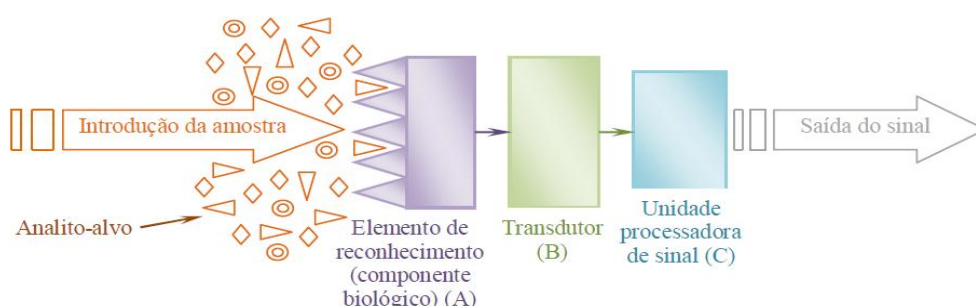 Introdução da amostra
Saída do sinal
Analito-alvo
Elemento de
reconhecimento
(componente
biológico) (A)
Transdutor
(B)
Unidade
processadora
de sinal (C)